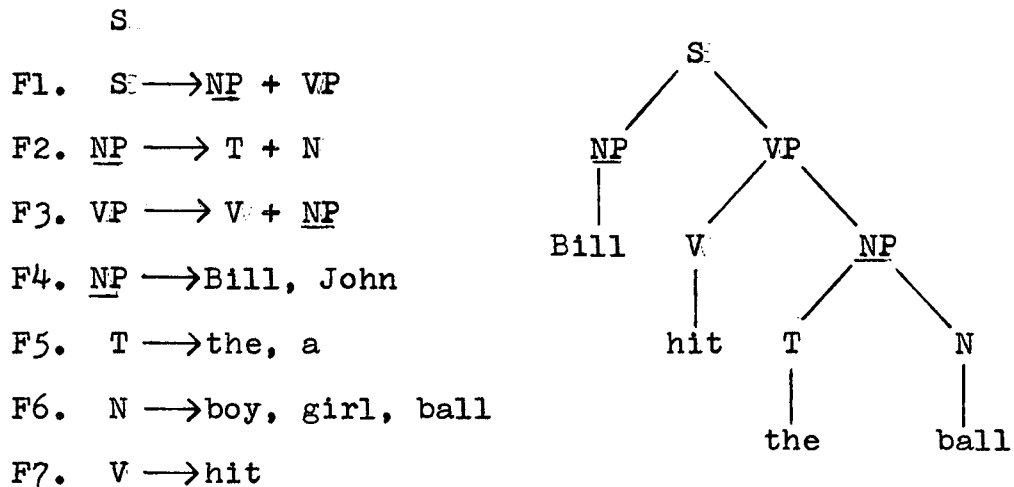 S
F1. S → NP + VP
F2. NP → T + N
F3. VP → V + NP
F4. NP → Bill, John
F5. T → the, a
F6. N → boy, girl, ball
F7. V → hit
S
NP VP
Bill V NP
hit T N
the ball